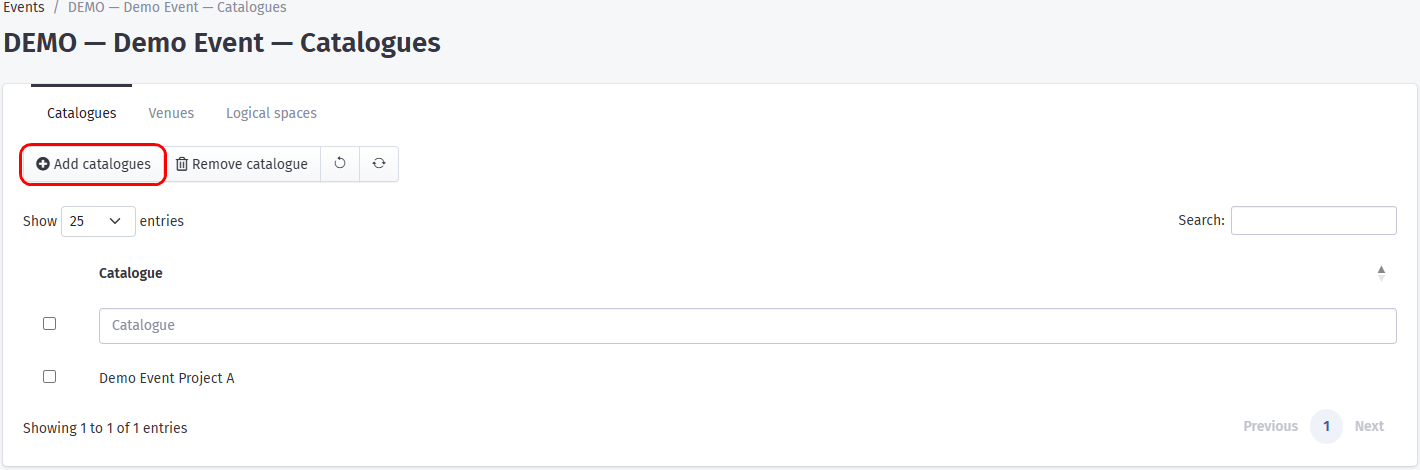 Events / DEMO — Demo Event — Catalogues
DEMO — Demo Event — Catalogues
Catalogues Venues Logical spaces
Add catalogues Remove catalogue
Show 25 entries Search:
Catalogue
Catalogue
Demo Event Project A
Showing 1 to 1 of 1 entries Previous 1 Next